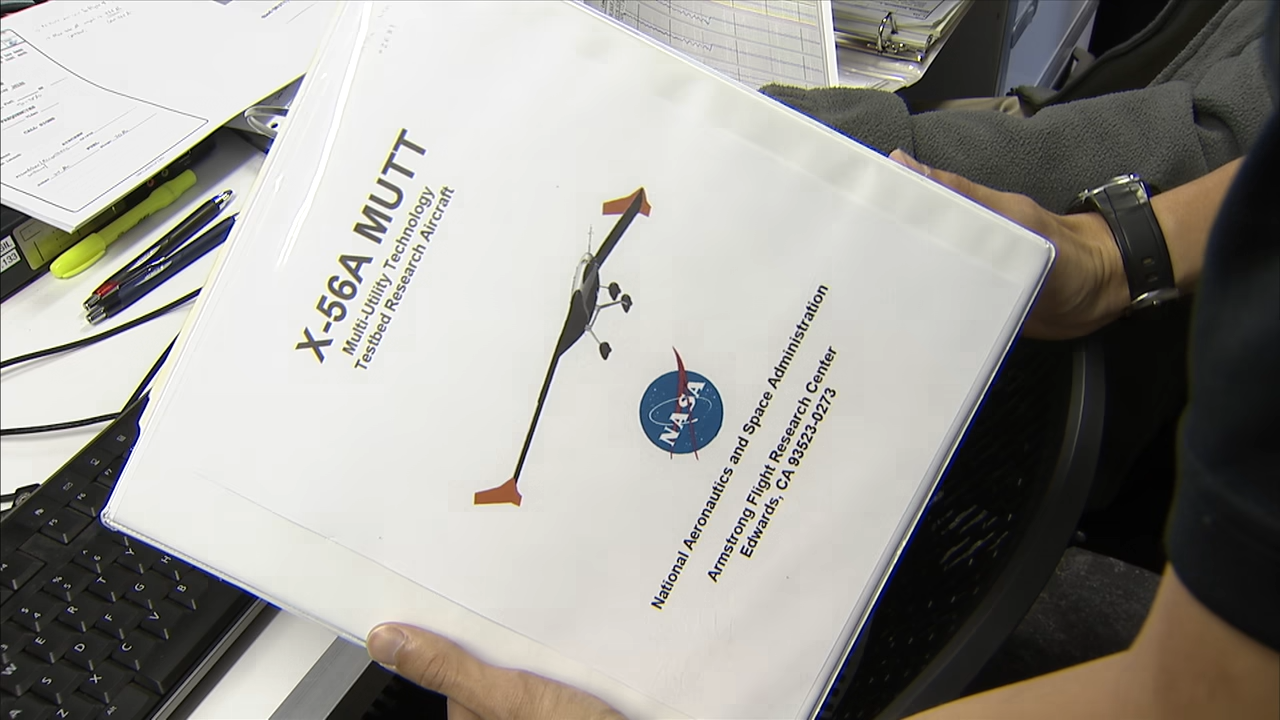 X-56A MUTT
Multi-Utility Technology
Testbed Research Aircraft
NASA
National Aeronautics and Space Administration
Armstrong Flight Research Center
Edwards, CA 93523-0273